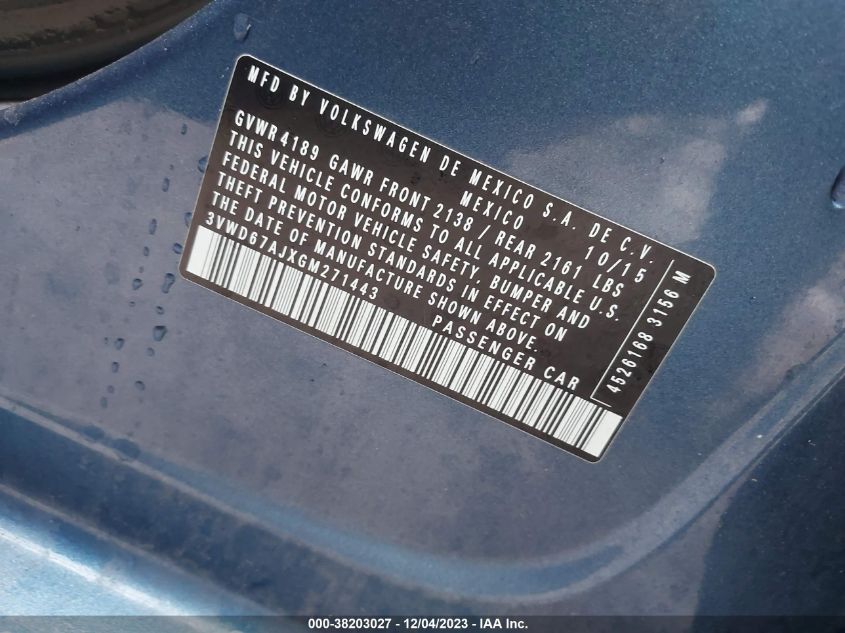 MFD BY VOLKSWAGEN DE MEXICO S.A. DE C.V.
MEXICO 10/15
GVWR4189 GAWR FRONT 2138 / REAR 2161 LBS
THIS VEHICLE CONFORMS TO ALL APPLICABLE U.S.
FEDERAL MOTOR VEHICLE SAFETY, BUMPER AND
THEFT PREVENTION STANDARDS IN EFFECT ON
THE DATE OF MANUFACTURE SHOWN ABOVE.
3VWD67AJXGM271443 PASSENGER CAR
4526168 3156 M
000-38203027 - 12/04/2023 - IAA Inc.